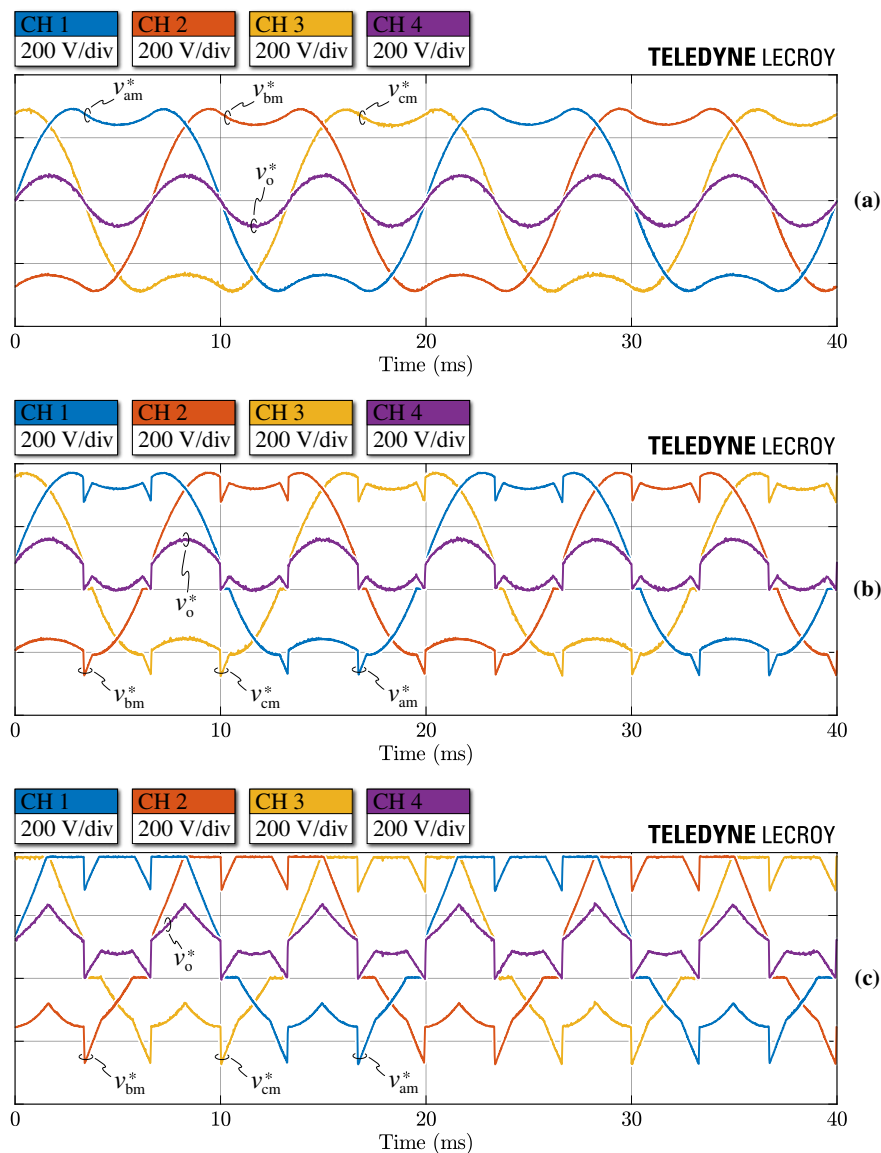 CH 1 CH 2 CH 3 CH 4
200 V/div 200 V/div 200 V/div 200 V/div TELEDYNE LECROY
v*am v*bm v*cm
v*o
(a)
0 10 20 30 40
Time (ms)
CH 1 CH 2 CH 3 CH 4
200 V/div 200 V/div 200 V/div 200 V/div TELEDYNE LECROY
v*o
(b)
v*bm v*cm v*am
0 10 20 30 40
Time (ms)
CH 1 CH 2 CH 3 CH 4
200 V/div 200 V/div 200 V/div 200 V/div TELEDYNE LECROY
v*o
(c)
v*bm v*cm v*am
0 10 20 30 40
Time (ms)